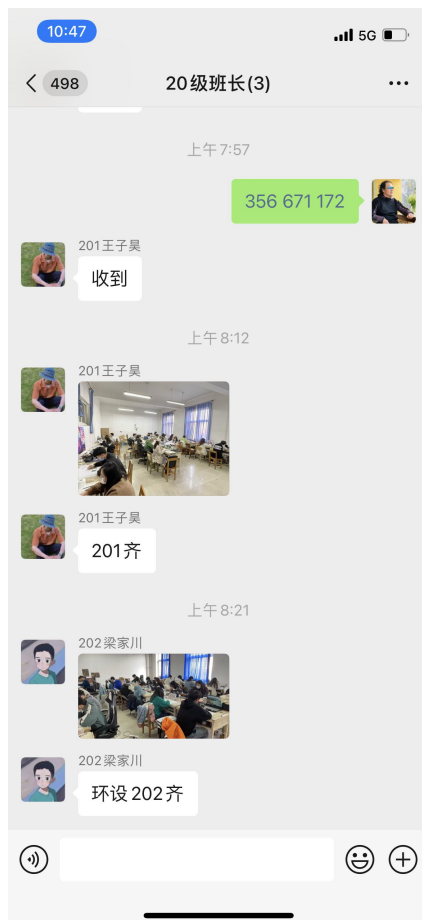 10:47
5G
498
20级班长(3)
上午7:57
356 671 172
201王子昊
收到
上午8:12
201王子昊
201王子昊
201齐
上午8:21
202梁家川
202梁家川
环设202齐